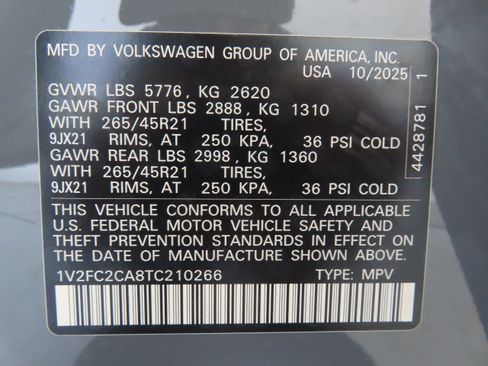 MFD BY VOLKSWAGEN GROUP OF AMERICA, INC.
USA 10/2025
GVWR LBS 5776 , KG 2620
GAWR FRONT LBS 2888 , KG 1310
WITH 265/45R21 TIRES,
9JX21 RIMS, AT 250 KPA, 36 PSI COLD
GAWR REAR LBS 2998 , KG 1360
WITH 265/45R21 TIRES,
9JX21 RIMS, AT 250 KPA, 36 PSI COLD
THIS VEHICLE CONFORMS TO ALL APPLICABLE
U.S. FEDERAL MOTOR VEHICLE SAFETY AND
THEFT PREVENTION STANDARDS IN EFFECT ON
THE DATE OF MANUFACTURE SHOWN ABOVE.
1V2FC2CA8TC210266 TYPE: MPV
4428781 1